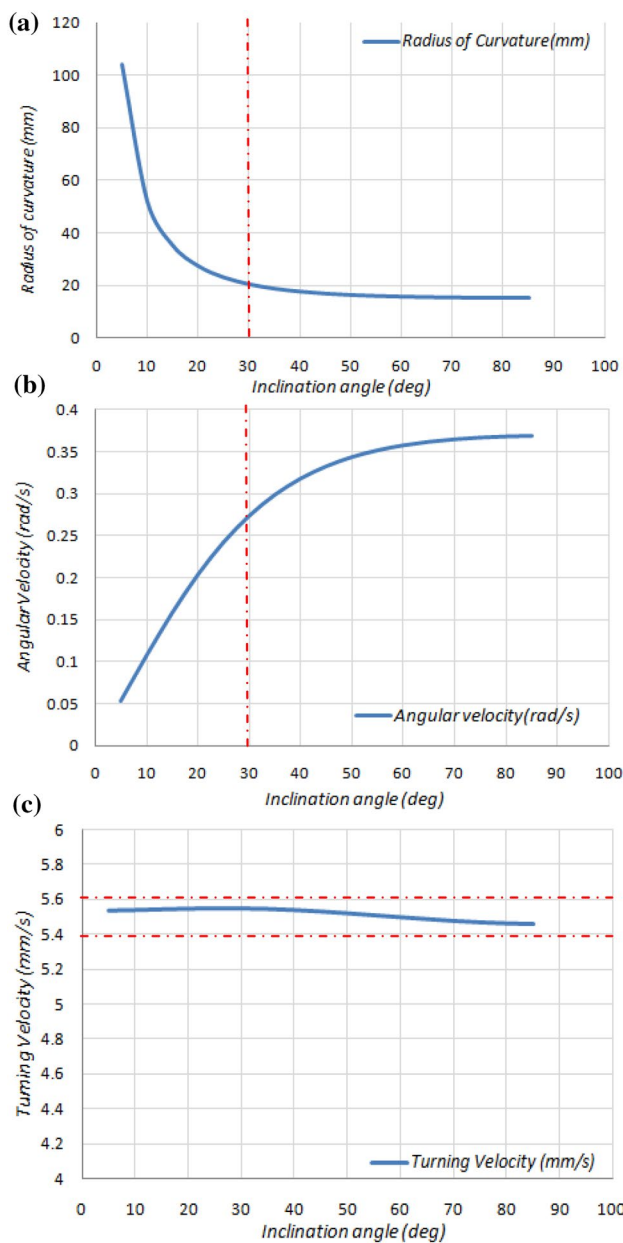 (a)
Radius of curvature (mm)
120
100
80
60
40
20
0
Radius of Curvature(mm)
0 10 20 30 40 50 60 70 80 90 100
Inclination angle (deg)
(b)
Angular Velocity (rad/s)
0.4
0.35
0.3
0.25
0.2
0.15
0.1
0.05
0
Angular velocity(rad/s)
0 10 20 30 40 50 60 70 80 90 100
Inclination angle (deg)
(c)
Turning Velocity (mm/s)
6
5.8
5.6
5.4
5.2
5
4.8
4.6
4.4
4.2
4
Turning Velocity (mm/s)
0 10 20 30 40 50 60 70 80 90 100
Inclination angle (deg)